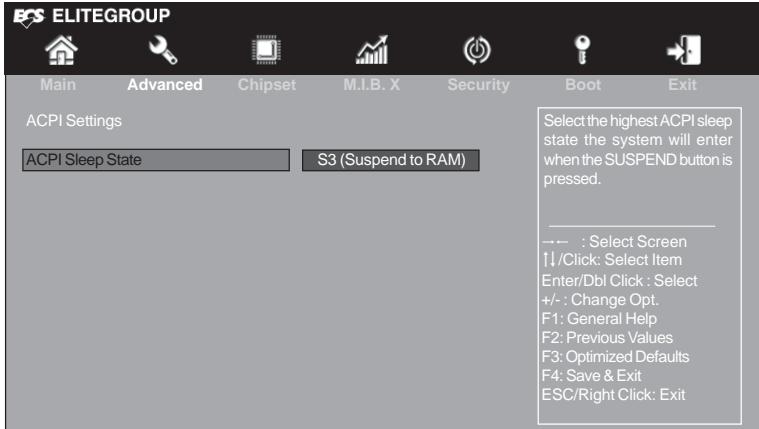 ECS ELITEGROUP
Main Advanced Chipset M.I.B. X Security Boot Exit
ACPI Settings
ACPI Sleep State S3 (Suspend to RAM)
Select the highest ACPI sleep
state the system will enter
when the SUSPEND button is
pressed.
→← : Select Screen
↑↓/Click: Select Item
Enter/Dbl Click : Select
+/- : Change Opt.
F1: General Help
F2: Previous Values
F3: Optimized Defaults
F4: Save & Exit
ESC/Right Click: Exit